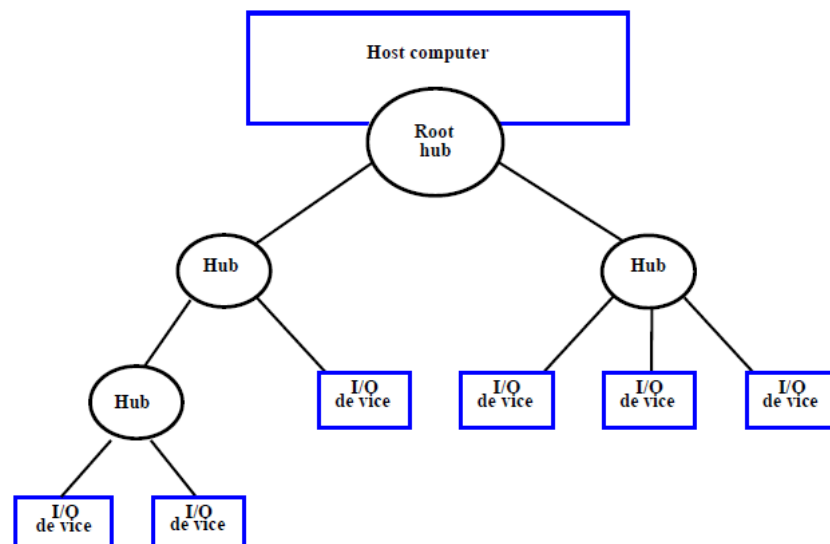 Host computer
Root
hub
Hub
Hub
Hub
I/O
de vice
I/O
de vice
I/O
de vice
I/O
de vice
I/O
de vice
I/O
de vice